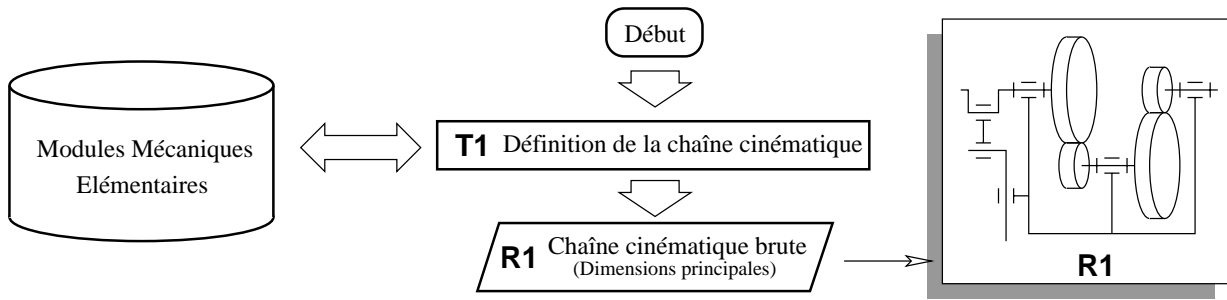 Début
Modules Mécaniques
Elémentaires
T1 Définition de la chaîne cinématique
R1 Chaîne cinématique brute
(Dimensions principales)
R1